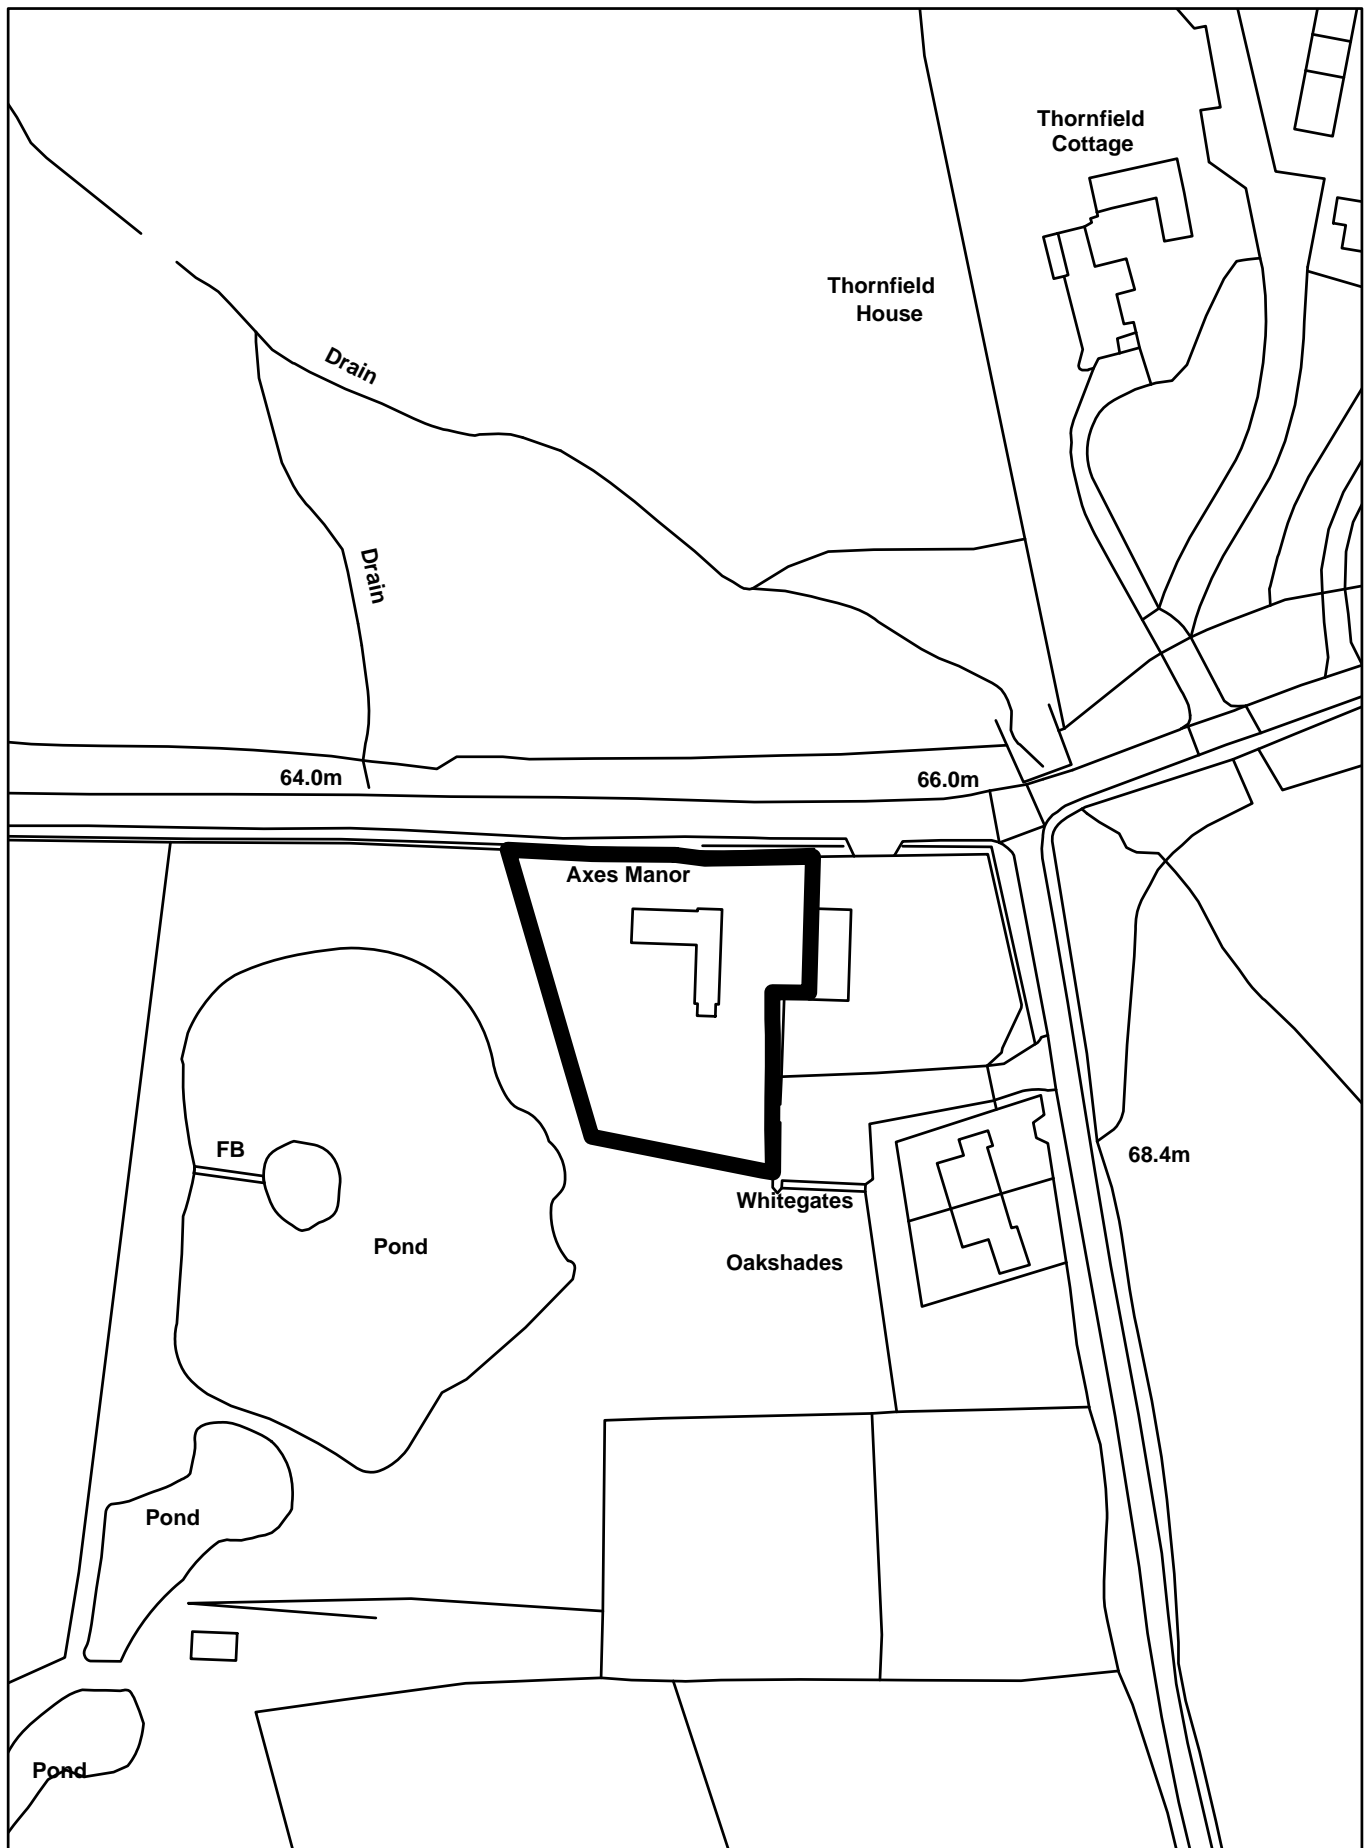 Thornfield
Cottage
Thornfield
House
Drain
Drain
64.0m
66.0m
Axes Manor
FB
68.4m
Whitegates
Pond
Oakshades
Pond
Pond